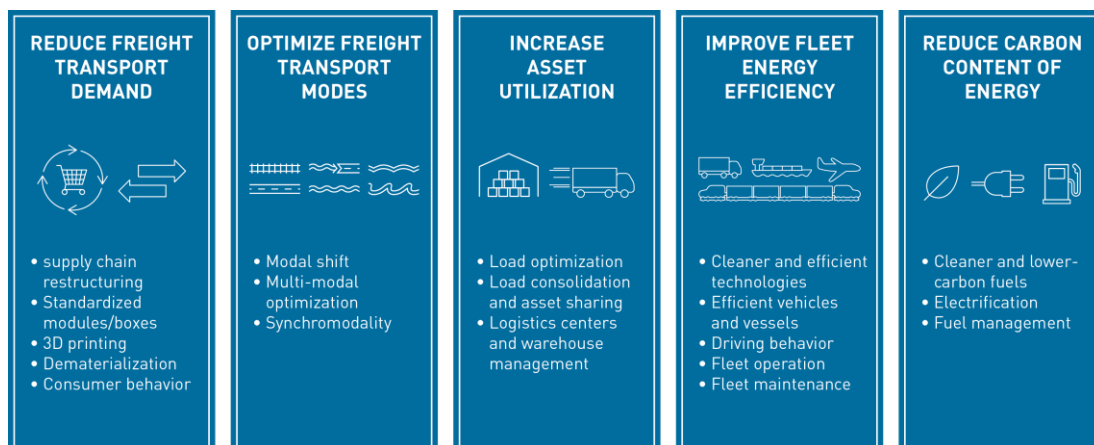 REDUCE FREIGHT
TRANSPORT
DEMAND
• supply chain
restructuring
• Standardized
modules/boxes
• 3D printing
• Dematerialization
• Consumer behavior
OPTIMIZE FREIGHT
TRANSPORT
MODES
• Modal shift
• Multi-modal
optimization
• Synchromodality
INCREASE
ASSET
UTILIZATION
• Load optimization
• Load consolidation
and asset sharing
• Logistics centers
and warehouse
management
IMPROVE FLEET
ENERGY
EFFICIENCY
• Cleaner and efficient
technologies
• Efficient vehicles
and vessels
• Driving behavior
• Fleet operation
• Fleet maintenance
REDUCE CARBON
CONTENT OF
ENERGY
• Cleaner and lower-
carbon fuels
• Electrification
• Fuel management